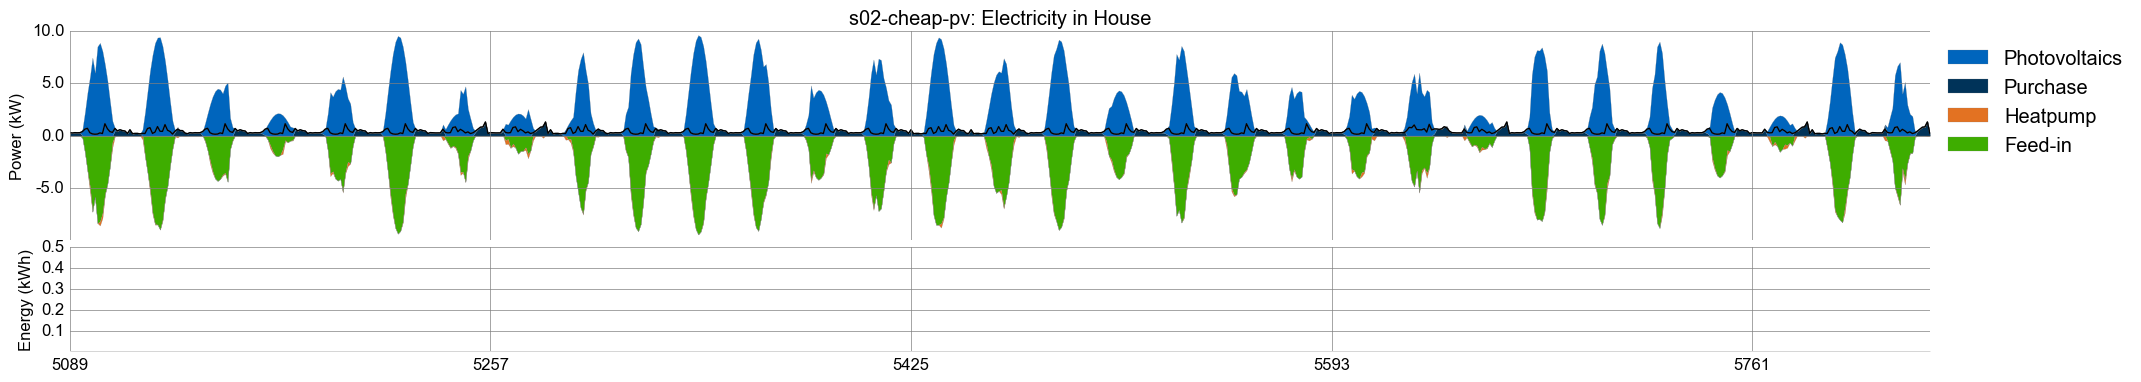 s02-cheap-pv: Electricity in House
10.0
5.0
0.0
-5.0
Power (kW)
Photovoltaics
Purchase
Heatpump
Feed-in
0.5
0.4
0.3
0.2
0.1
Energy (kWh)
5089
5257
5425
5593
5761